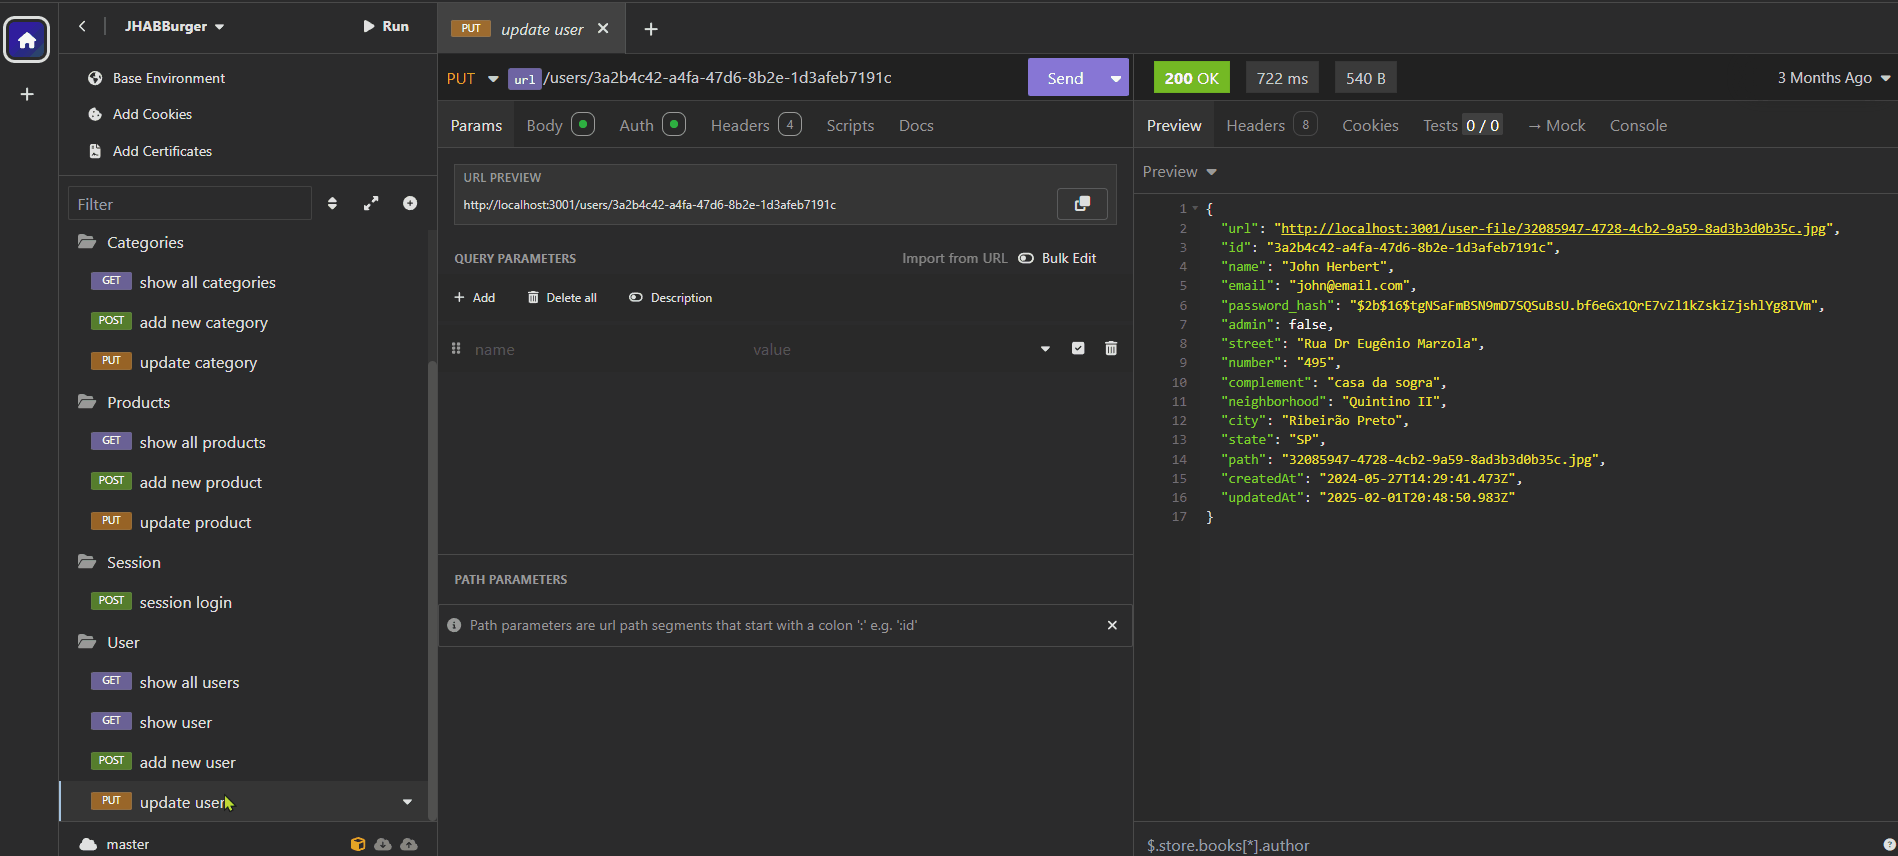 JHABBurger
Run
Base Environment
Add Cookies
Add Certificates
Filter
Categories
GET show all categories
POST add new category
PUT update category
Products
GET show all products
POST add new product
PUT update product
Session
POST session login
User
GET show all users
GET show user
POST add new user
PUT update user
master
PUT update user
PUT url /users/3a2b4c42-a4fa-47d6-8b2e-1d3afeb7191c Send
Params Body Auth Headers 4 Scripts Docs
URL PREVIEW
http://localhost:3001/users/3a2b4c42-a4fa-47d6-8b2e-1d3afeb7191c
QUERY PARAMETERS Import from URL Bulk Edit
Add Delete all Description
name value
PATH PARAMETERS
Path parameters are url path segments that start with a colon ':' e.g. ':id'
200 OK 722 ms 540 B 3 Months Ago
Preview Headers 8 Cookies Tests 0 / 0 → Mock Console
Preview
1 {
2 "url": "http://localhost:3001/user-file/32085947-4728-4cb2-9a59-8ad3b3d0b35c.jpg",
3 "id": "3a2b4c42-a4fa-47d6-8b2e-1d3afeb7191c",
4 "name": "John Herbert",
5 "email": "john@email.com",
6 "password_hash": "$2b$16$tgNSaFmBSN9mD7SQSuBsU.bf6eGx1QrE7vZl1kZskiZjshlYg8IVm",
7 "admin": false,
8 "street": "Rua Dr Eugênio Marzola",
9 "number": "495",
10 "complement": "casa da sogra",
11 "neighborhood": "Quintino II",
12 "city": "Ribeirão Preto",
13 "state": "SP",
14 "path": "32085947-4728-4cb2-9a59-8ad3b3d0b35c.jpg",
15 "createdAt": "2024-05-27T14:29:41.473Z",
16 "updatedAt": "2025-02-01T20:48:50.983Z"
17 }
$.store.books[*].author